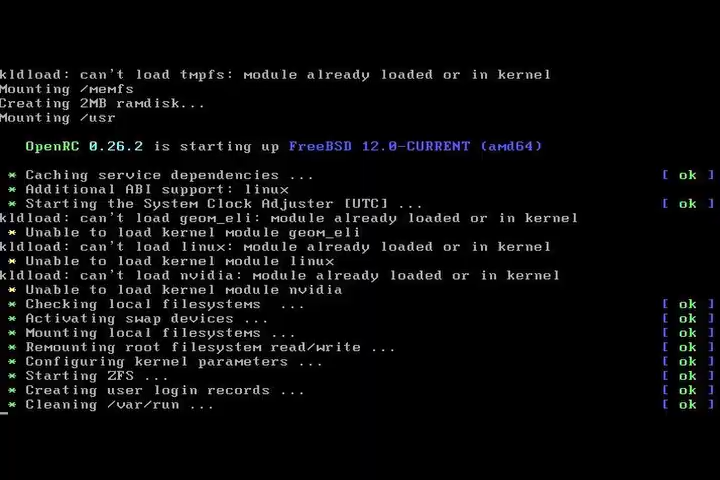 kldload: can't load tmpfs: module already loaded or in kernel
Mounting /memfs
Creating 2MB ramdisk...
Mounting /usr
OpenRC 0.26.2 is starting up FreeBSD 12.0-CURRENT (amd64)
* Caching service dependencies ... [ ok ]
* Additional ABI support: linux
* Starting the System Clock Adjuster [UTC] ... [ ok ]
kldload: can't load geom_eli: module already loaded or in kernel
* Unable to load kernel module geom_eli
kldload: can't load linux: module already loaded or in kernel
* Unable to load kernel module linux
kldload: can't load nvidia: module already loaded or in kernel
* Unable to load kernel module nvidia
* Checking local filesystems ... [ ok ]
* Activating swap devices ... [ ok ]
* Mounting local filesystems ... [ ok ]
* Remounting root filesystem read/write ... [ ok ]
* Configuring kernel parameters ... [ ok ]
* Starting ZFS ... [ ok ]
* Creating user login records ... [ ok ]
* Cleaning /var/run ... [ ok ]